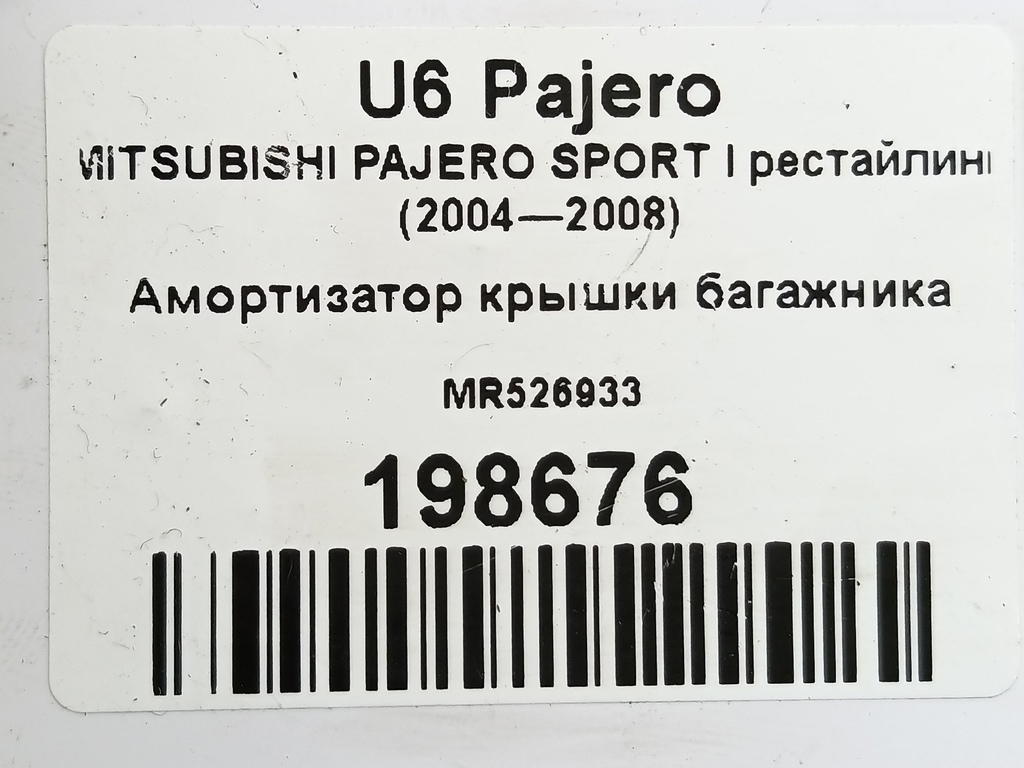 U6 Pajero
MITSUBISHI PAJERO SPORT I рестайлинг
(2004—2008)
Амортизатор крышки багажника
MR526933
198676